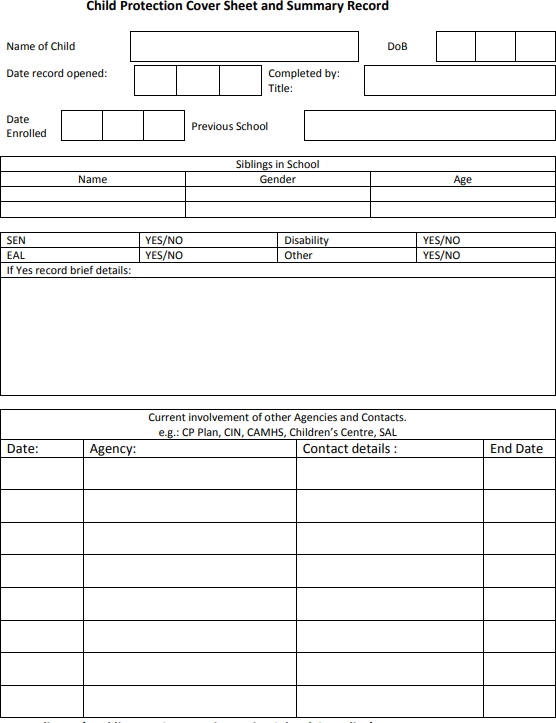 Child Protection Cover Sheet and Summary Record
Name of Child DoB
Date record opened: Completed by:
Title:
Date
Enrolled Previous School
Siblings in School
Name Gender Age
SEN YES/NO Disability YES/NO
EAL YES/NO Other YES/NO
If Yes record brief details:
Current involvement of other Agencies and Contacts.
e.g.: CP Plan, CIN, CAMHS, Children's Centre, SAL
Date: Agency: Contact details : End Date